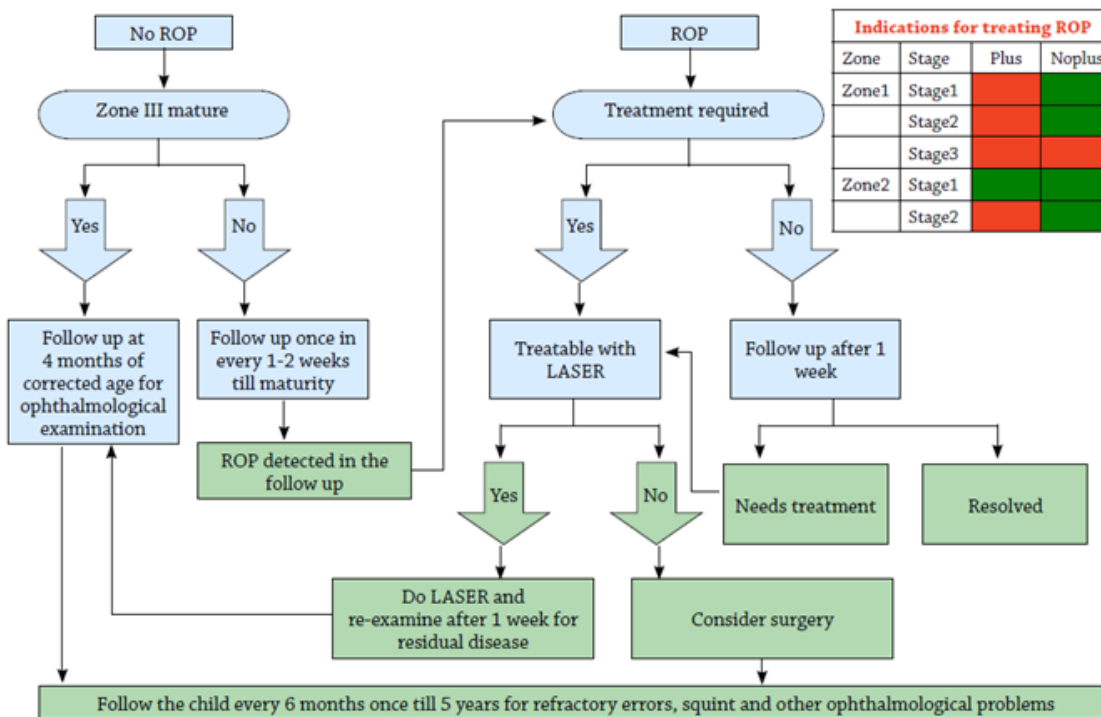 No ROP
ROP
Indications for treating ROP
Zone Stage Plus Noplus
Zone1 Stage1
Stage2
Stage3
Zone2 Stage1
Stage2
Zone III mature
Treatment required
Yes
No
Yes
No
Follow up at
4 months of
corrected age for
ophthalmological
examination
Follow up once in
every 1-2 weeks
till maturity
Treatable with
LASER
Follow up after 1
week
ROP detected in the
follow up
Yes
No
Needs treatment
Resolved
Do LASER and
re-examine after 1 week for
residual disease
Consider surgery
Follow the child every 6 months once till 5 years for refractory errors, squint and other ophthalmological problems